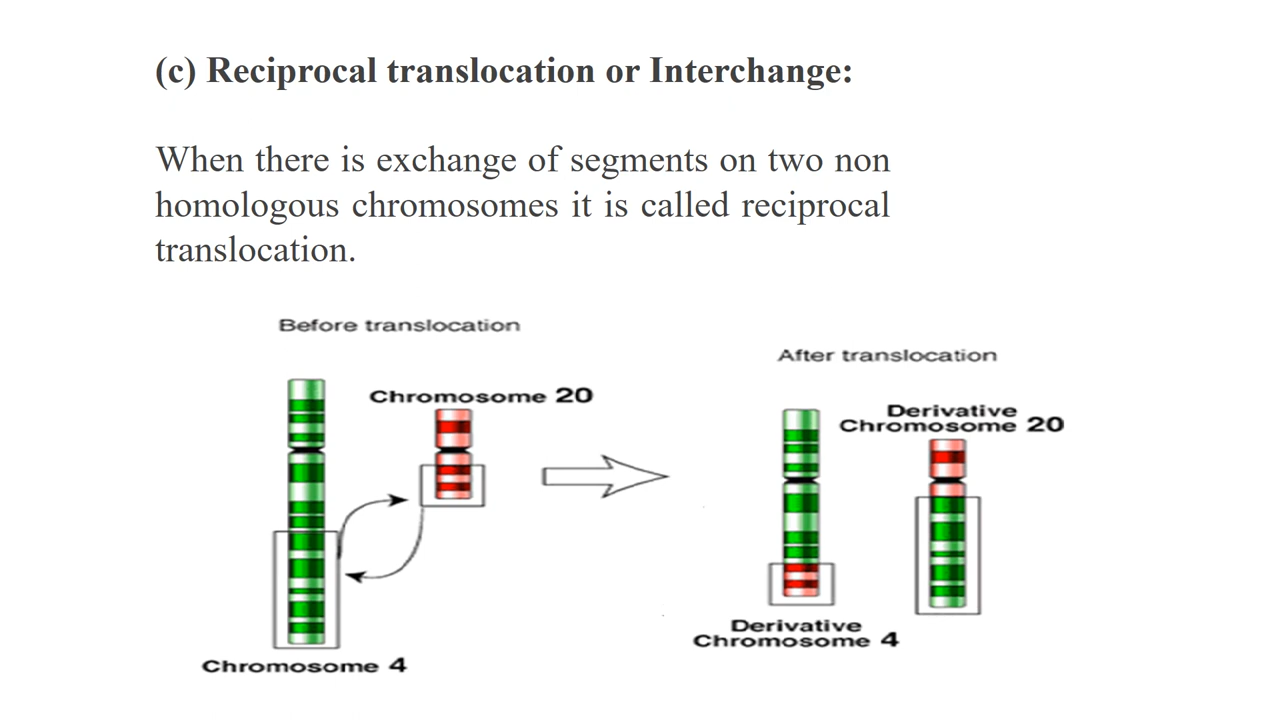 (c) Reciprocal translocation or Interchange:
When there is exchange of segments on two non
homologous chromosomes it is called reciprocal
translocation.
Before translocation
Chromosome 20
Chromosome 4
After translocation
Derivative
Chromosome 20
Derivative
Chromosome 4